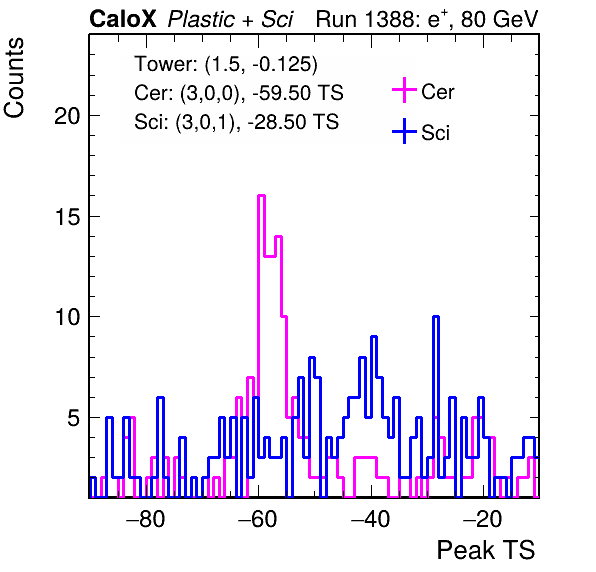 CaloX Plastic + Sci Run 1388: e+, 80 GeV
Counts
Tower: (1.5, -0.125)
Cer: (3,0,0), -59.50 TS
Sci: (3,0,1), -28.50 TS
Cer
Sci
20
15
10
5
−80 −60 −40 −20
Peak TS